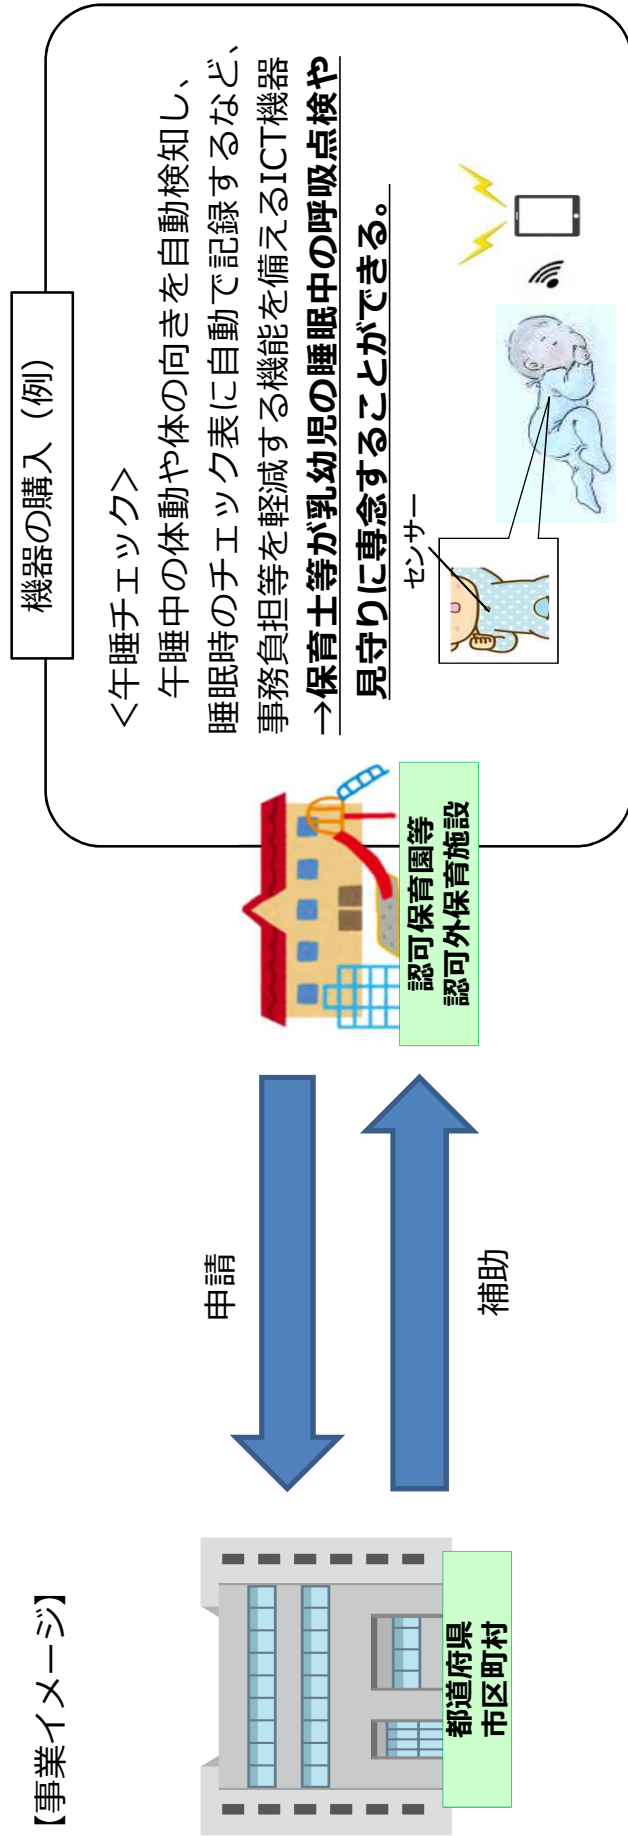 【事業イメージ】
都道府県
市区町村
申請
補助
認可保育園等
認可外保育施設
機器の購入（例）
＜午睡チェック＞
午睡中の体動や体の向きを自動検知し、
睡眠時のチェック表に自動で記録するなど、
事務負担等を軽減する機能を備えるICT機器
→保育士等が乳幼児の睡眠中の呼吸点検や
見守りに専念することができる。
センサー